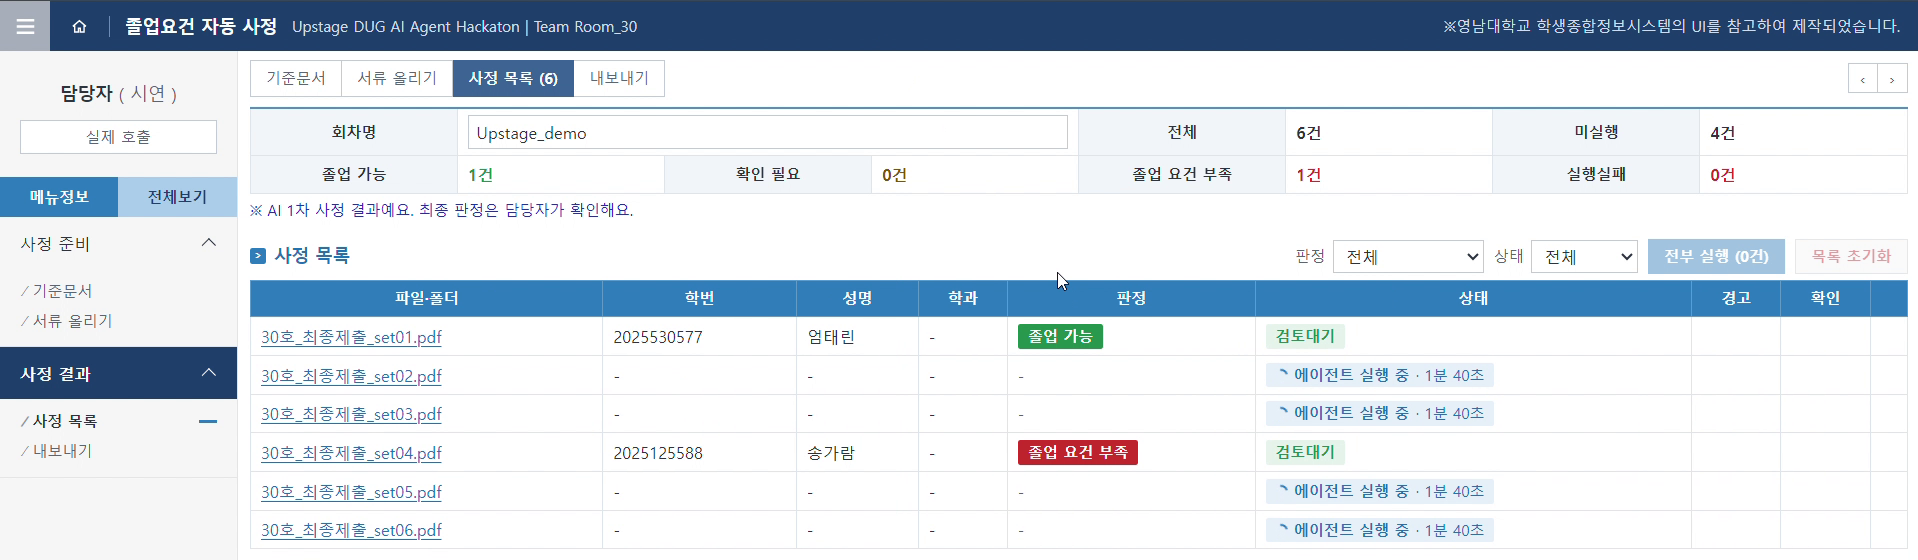 졸업요건 자동 사정 Upstage DUG AI Agent Hackaton | Team Room_30 ※영남대학교 학생종합정보시스템의 UI를 참고하여 제작되었습니다.
담당자 ( 시연 )
실제 호출
메뉴정보 전체보기
사정 준비
/ 기준문서
/ 서류 올리기
사정 결과
/ 사정 목록
/ 내보내기
기준문서 서류 올리기 사정 목록 (6) 내보내기 ‹ ›
회차명 Upstage_demo 전체 6건 미실행 4건
졸업 가능 1건 확인 필요 0건 졸업 요건 부족 1건 실행실패 0건
※ AI 1차 사정 결과예요. 최종 판정은 담당자가 확인해요.
사정 목록 판정 전체 상태 전체 전부 실행 (0건) 목록 초기화
파일·폴더 학번 성명 학과 판정 상태 경고 확인
30호_최종제출_set01.pdf 2025530577 엄태린 - 졸업 가능 검토대기
30호_최종제출_set02.pdf - - - - 에이전트 실행 중 · 1분 40초
30호_최종제출_set03.pdf - - - - 에이전트 실행 중 · 1분 40초
30호_최종제출_set04.pdf 2025125588 송가람 - 졸업 요건 부족 검토대기
30호_최종제출_set05.pdf - - - - 에이전트 실행 중 · 1분 40초
30호_최종제출_set06.pdf - - - - 에이전트 실행 중 · 1분 40초